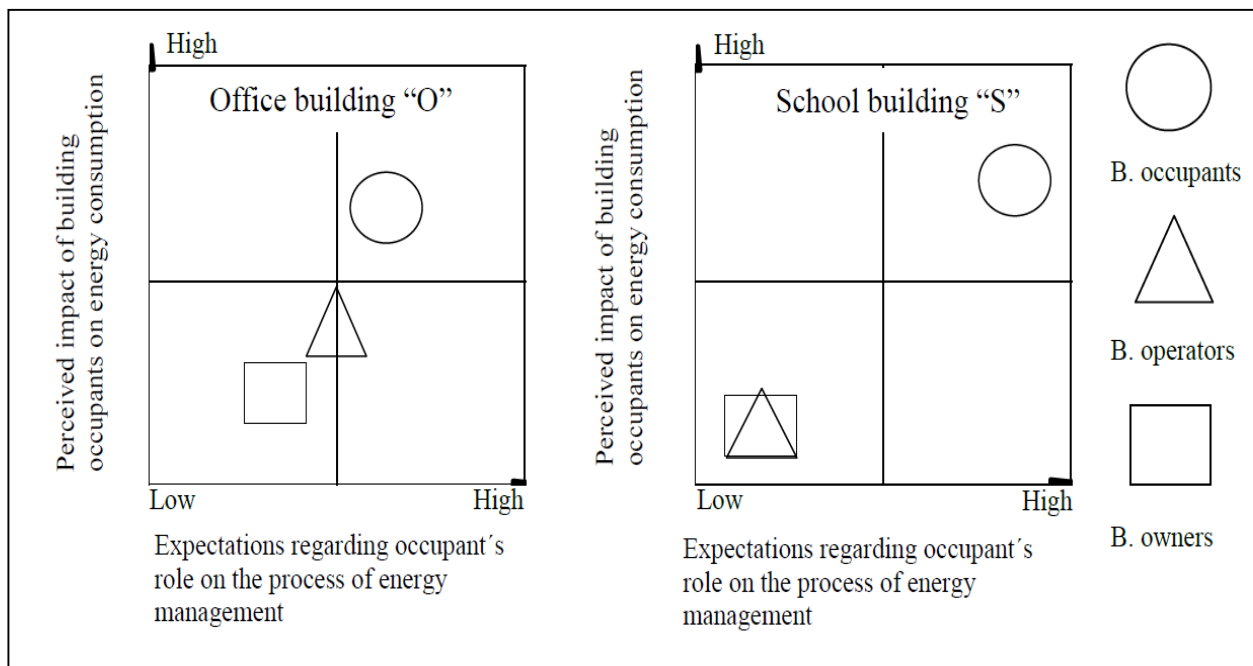 High
Office building “O”
Perceived impact of building
occupants on energy consumption
Low
High
Expectations regarding occupant´s
role on the process of energy
management
High
School building “S”
Perceived impact of building
occupants on energy consumption
Low
High
Expectations regarding occupant´s
role on the process of energy
management
B. occupants
B. operators
B. owners